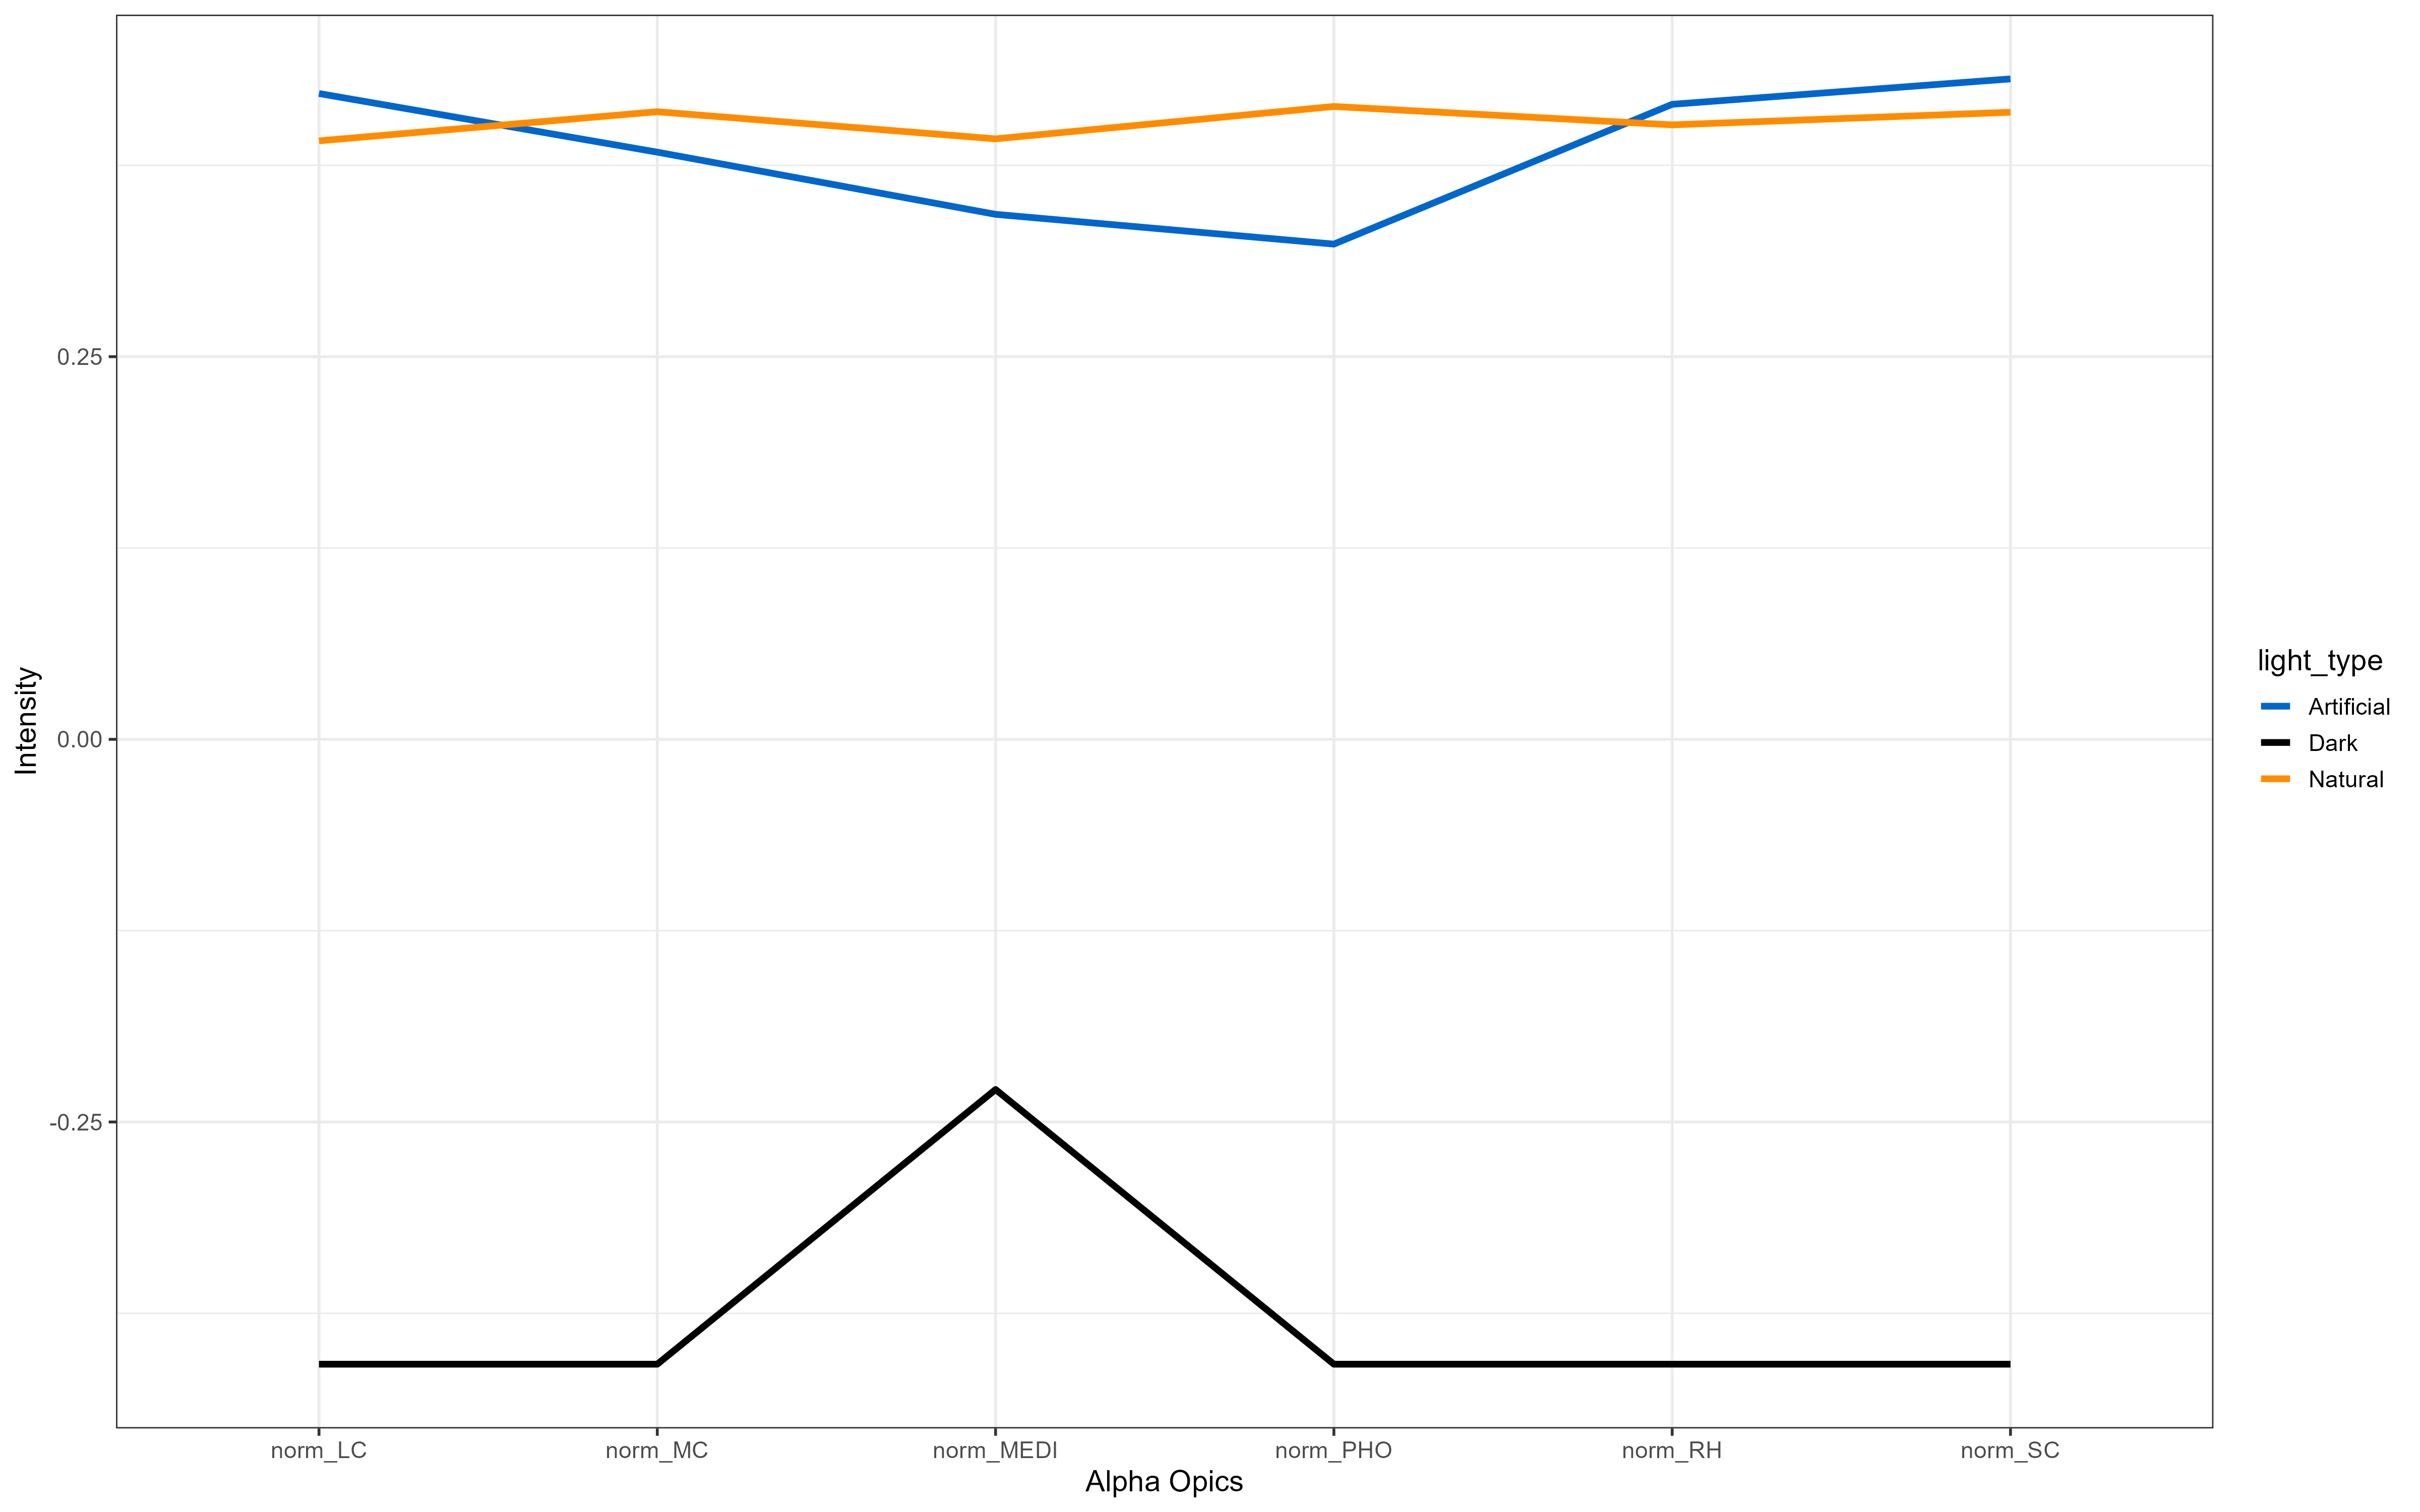 0.25
0.00
-0.25
Intensity
norm_LC
norm_MC
norm_MEDI
norm_PHO
norm_RH
norm_SC
Alpha Opics
light_type
Artificial
Dark
Natural